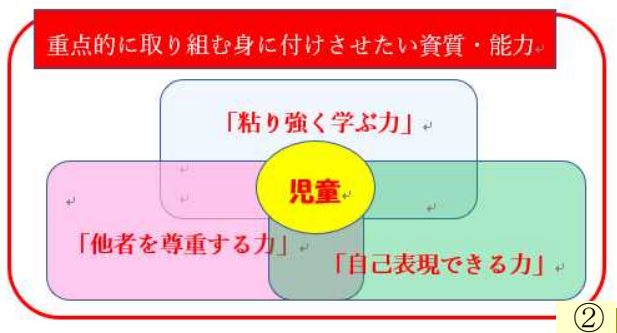 重点的に取り組む身に付けさせたい資質・能力
「粘り強く学ぶ力」
児童
「他者を尊重する力」
「自己表現できる力」
②